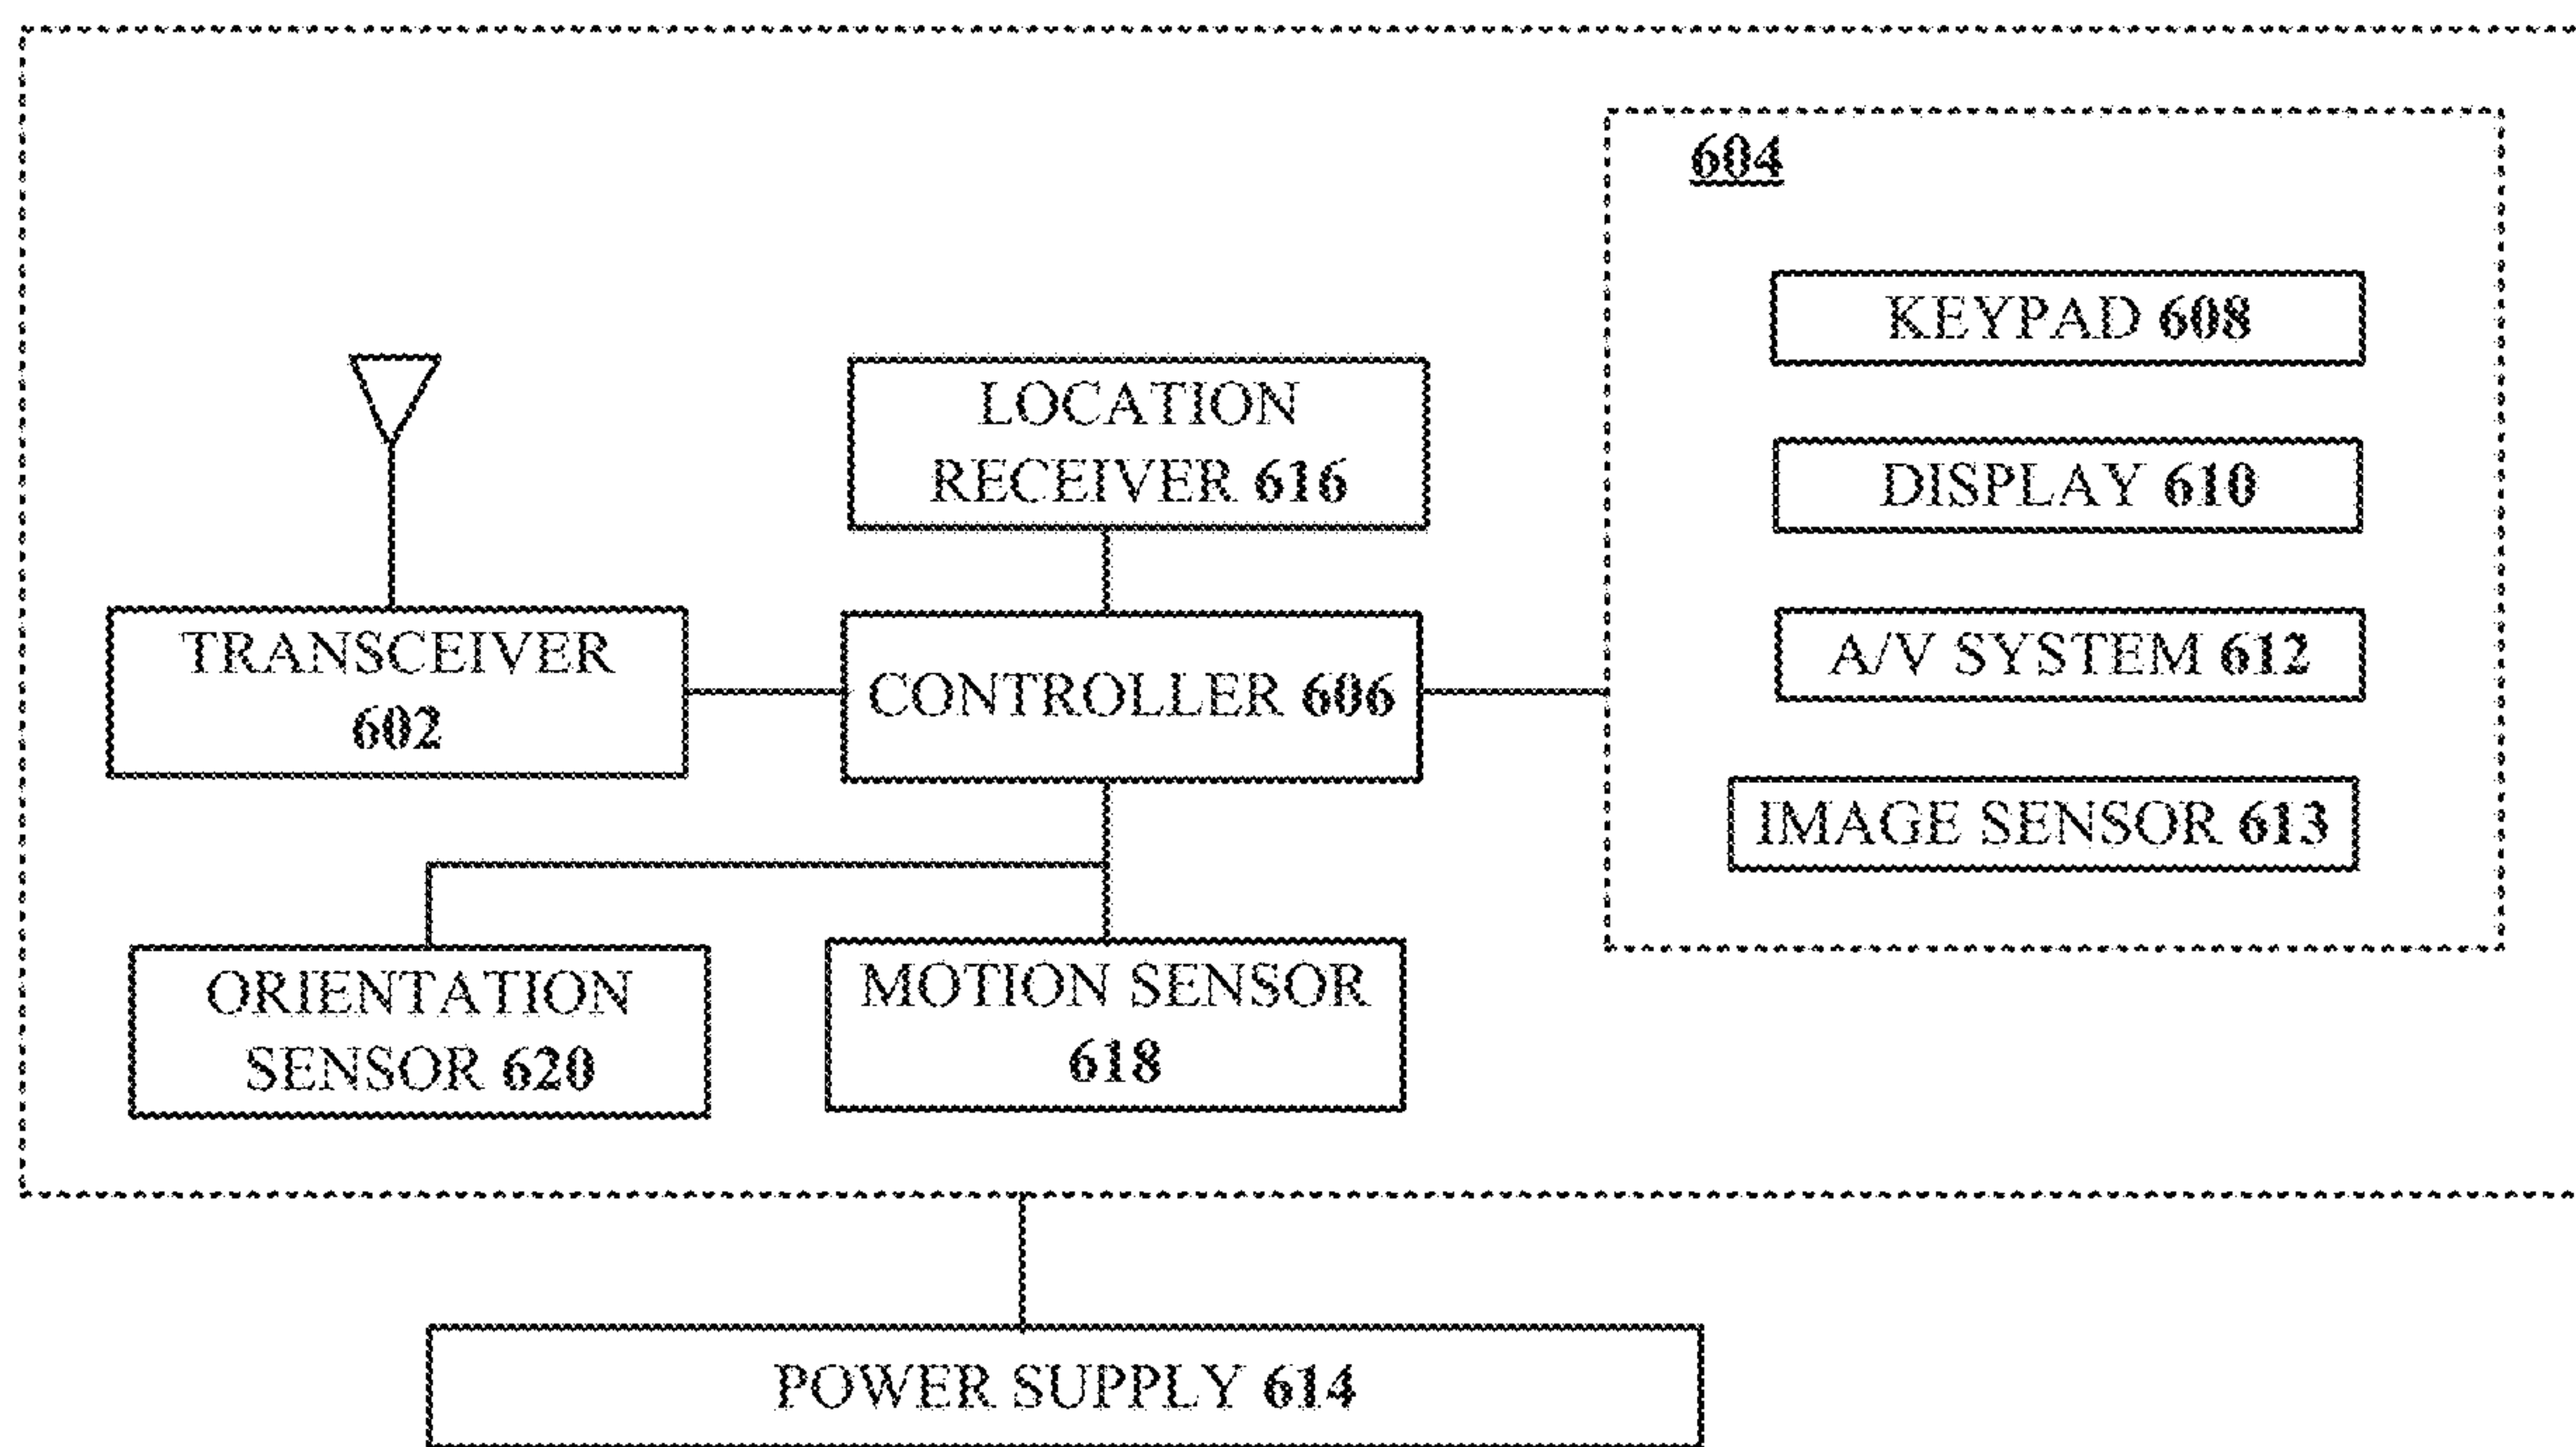 604
KEYPAD 608
LOCATION
RECEIVER 616
DISPLAY 610
TRANSCEIVER
602
CONTROLLER 606
A/V SYSTEM 612
IMAGE SENSOR 613
ORIENTATION
SENSOR 620
MOTION SENSOR
618
POWER SUPPLY 614